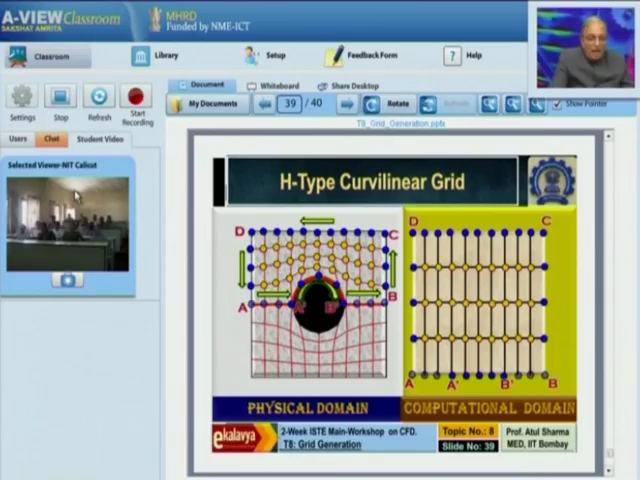 A-VIEW Classroom
SAKSHAT AMRITA
MHRD
Funded by NME-ICT
Classroom
Library
Setup
Feedback Form
? Help
Document
Whiteboard
Share Desktop
My Documents
39 / 40
Rotate
Show Pointer
Settings
Stop
Refresh
Start Recording
T8_Grid_Generation.pptx
Users
Chat
Student Video
Selected Viewer-NIT Calicut
H-Type Curvilinear Grid
D
C
A
A'
B'
B
D
C
A
A'
B'
B
PHYSICAL DOMAIN
COMPUTATIONAL DOMAIN
ekalavya
2-Week ISTE Main-Workshop on CFD.
T8: Grid Generation
Topic No.: 8
Slide No.: 39
Prof. Atul Sharma
MED, IIT Bombay